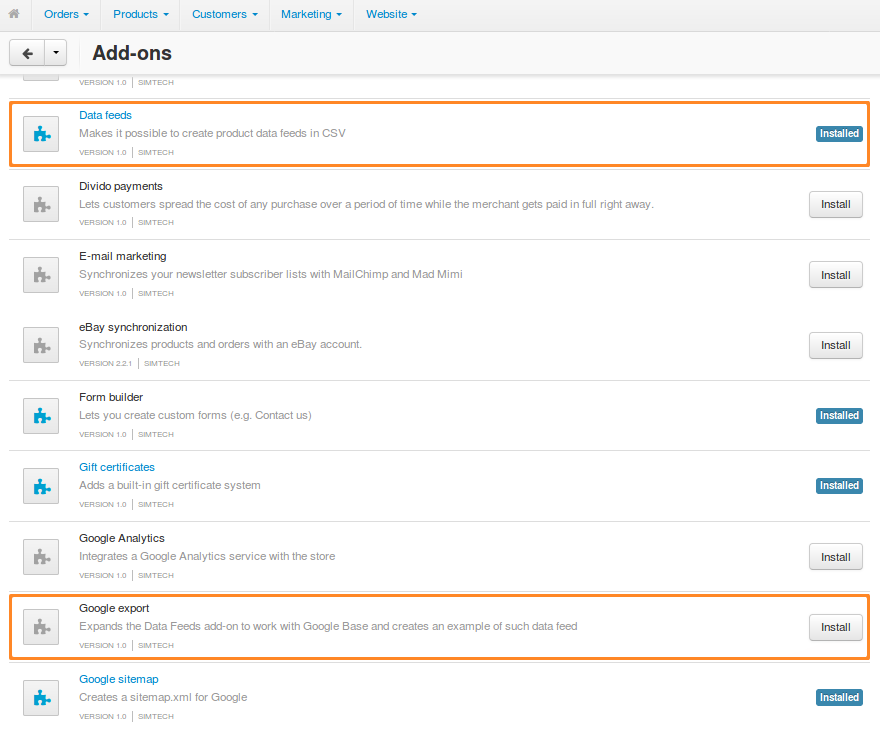 Orders Products Customers Marketing Website
Add-ons
VERSION 1.0 SIMTECH
Data feeds
Makes it possible to create product data feeds in CSV
Installed
VERSION 1.0 SIMTECH
Divido payments
Lets customers spread the cost of any purchase over a period of time while the merchant gets paid in full right away.
Install
VERSION 1.0 SIMTECH
E-mail marketing
Synchronizes your newsletter subscriber lists with MailChimp and Mad Mimi
Install
VERSION 1.0 SIMTECH
eBay synchronization
Synchronizes products and orders with an eBay account.
Install
VERSION 2.2.1 SIMTECH
Form builder
Lets you create custom forms (e.g. Contact us)
Installed
VERSION 1.0 SIMTECH
Gift certificates
Adds a built-in gift certificate system
Installed
VERSION 1.0 SIMTECH
Google Analytics
Integrates a Google Analytics service with the store
Install
VERSION 1.0 SIMTECH
Google export
Expands the Data Feeds add-on to work with Google Base and creates an example of such data feed
Install
VERSION 1.0 SIMTECH
Google sitemap
Creates a sitemap.xml for Google
Installed
VERSION 1.0 SIMTECH